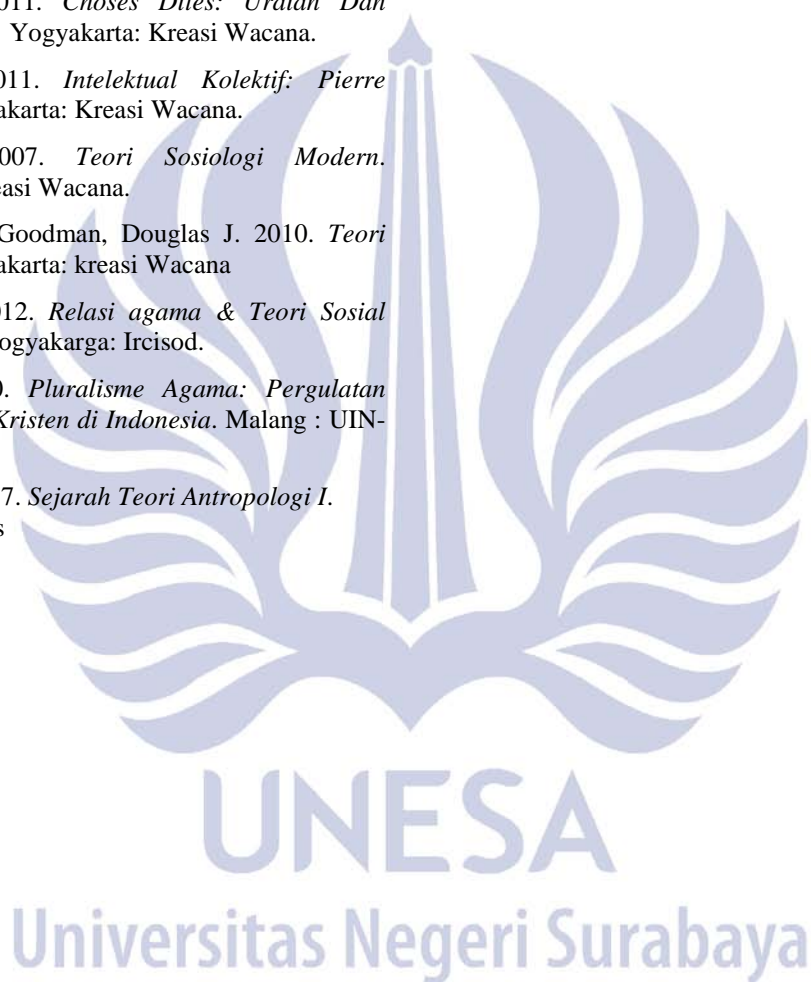 011. Choses Dites: Uraian Dan
Yogyakarta: Kreasi Wacana.
011. Intelektual Kolektif: Pierre
akarta: Kreasi Wacana.
007. Teori Sosiologi Modern.
easi Wacana.
Goodman, Douglas J. 2010. Teori
akarta: kreasi Wacana
012. Relasi agama & Teori Sosial
ogyakarga: Ircisod.
0. Pluralisme Agama: Pergulatan
Kristen di Indonesia. Malang : UIN-
7. Sejarah Teori Antropologi I.
s
UNESA
Universitas Negeri Surabaya